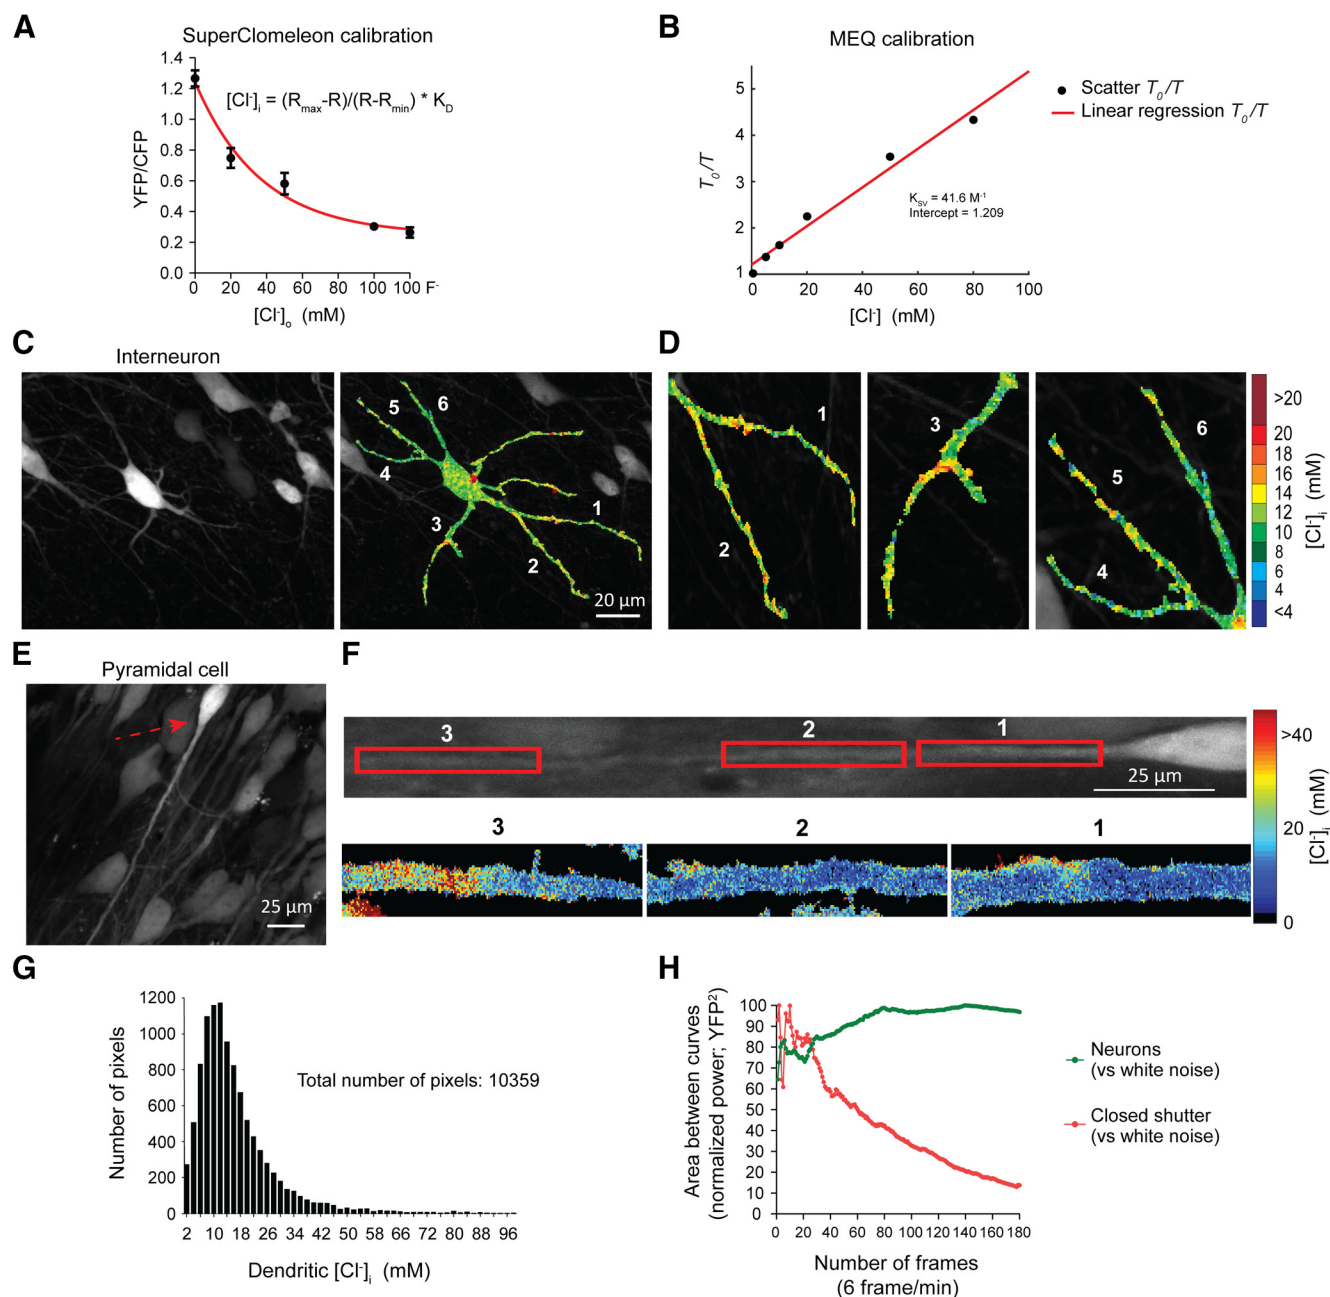 A
SuperClomeleon calibration
[Cl⁻]ᵢ = (Rmax-R)/(R-Rmin) * KD
YFP/CFP
1.4
1.2
1.0
0.8
0.6
0.4
0.2
0.0
0 20 40 60 80 100 100 F⁻
[Cl⁻]o (mM)
B
MEQ calibration
T0/T
5
4
3
2
1
0 20 40 60 80 100
[Cl⁻] (mM)
KSV = 41.6 M⁻¹
Intercept = 1.209
Scatter T0/T
Linear regression T0/T
C
Interneuron
1
2
3
4
5
6
20 µm
D
1
2
3
4
5
6
>20
20
18
16
14
12
10
8
6
4
<4
[Cl⁻]ᵢ (mM)
E
Pyramidal cell
25 µm
F
3 2 1
25 µm
3 2 1
>40
20
0
[Cl⁻]ᵢ (mM)
G
Number of pixels
1200
1000
800
600
400
200
0
Total number of pixels: 10359
2 10 18 26 34 42 50 58 66 72 80 88 96
Dendritic [Cl⁻]ᵢ (mM)
H
Area between curves
(normalized power; YFP²)
100
90
80
70
60
50
40
30
20
10
0
0 20 40 60 80 100 120 140 160 180
Number of frames
(6 frame/min)
Neurons
(vs white noise)
Closed shutter
(vs white noise)